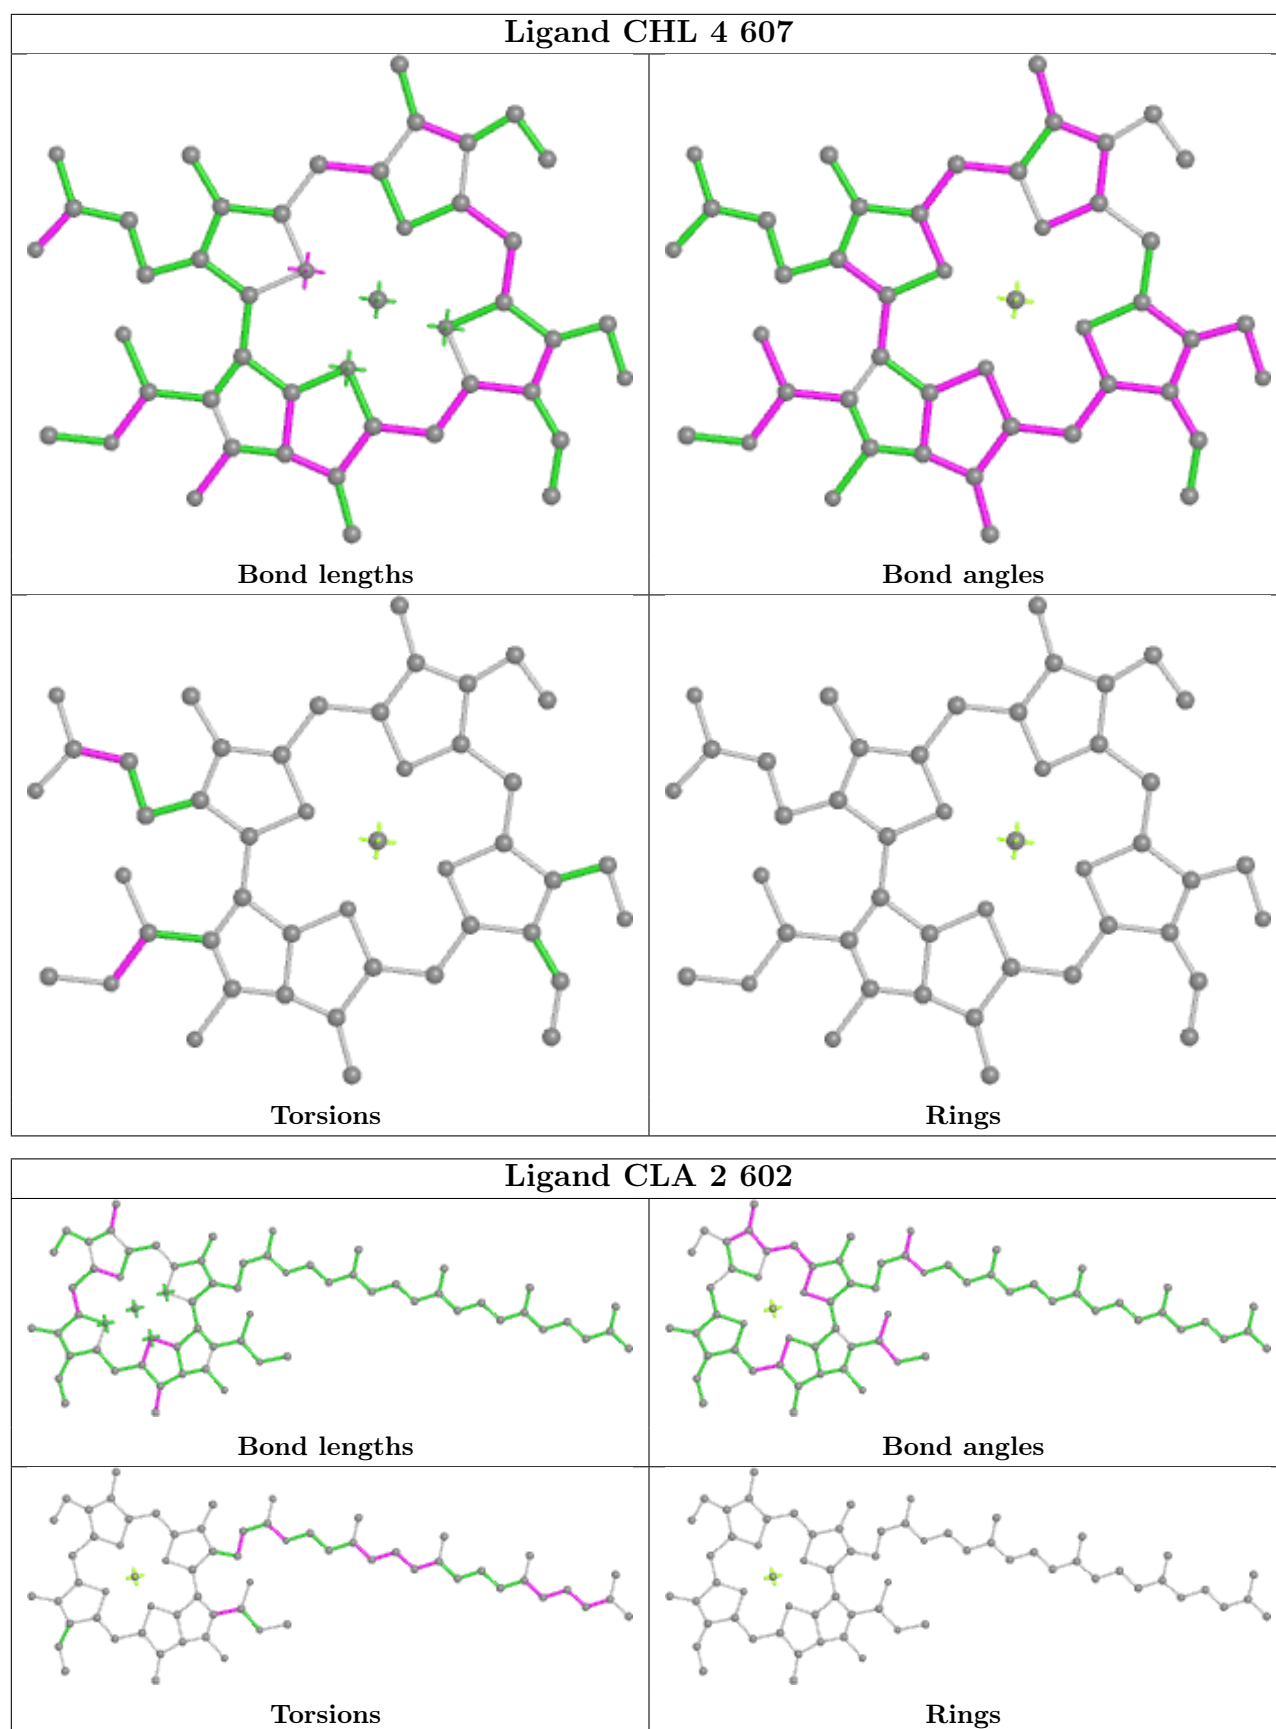 Ligand CHL 4 607
Bond lengths
Bond angles
Torsions
Rings
Ligand CLA 2 602
Bond lengths
Bond angles
Torsions
Rings